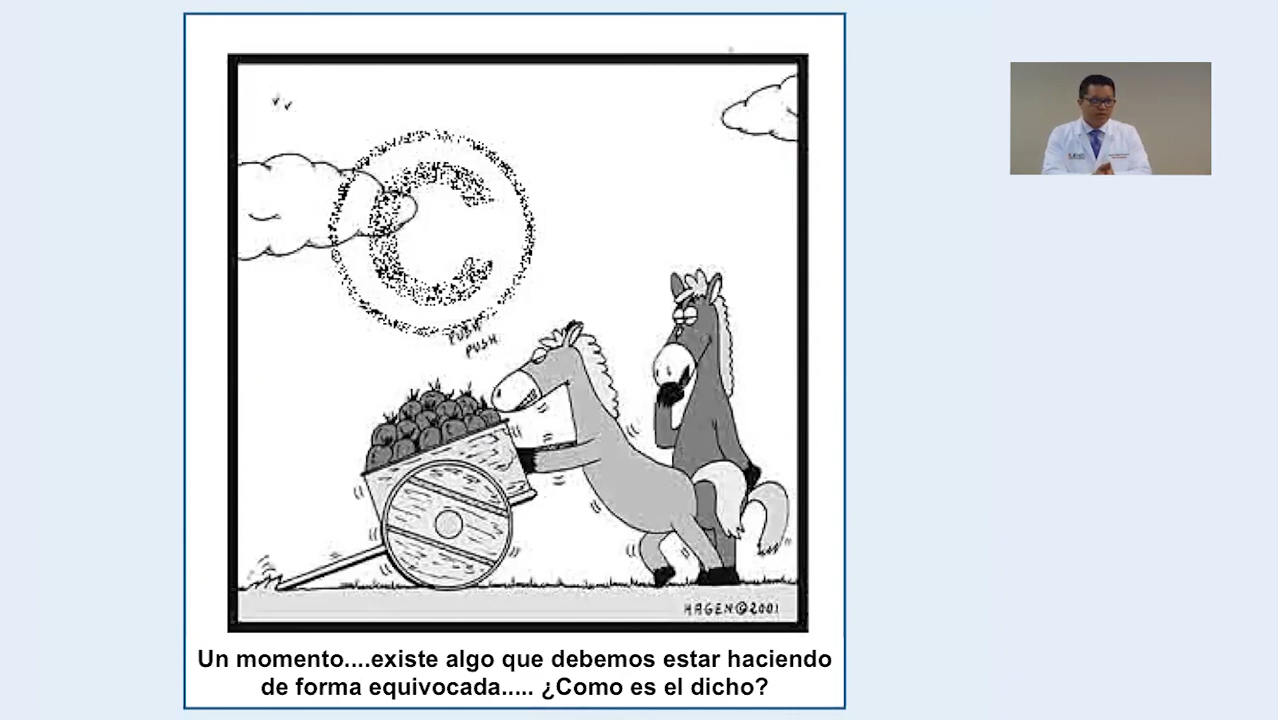 PUSH
PUSH
HAGEN©2001
Un momento....existe algo que debemos estar haciendo
de forma equivocada..... ¿Como es el dicho?